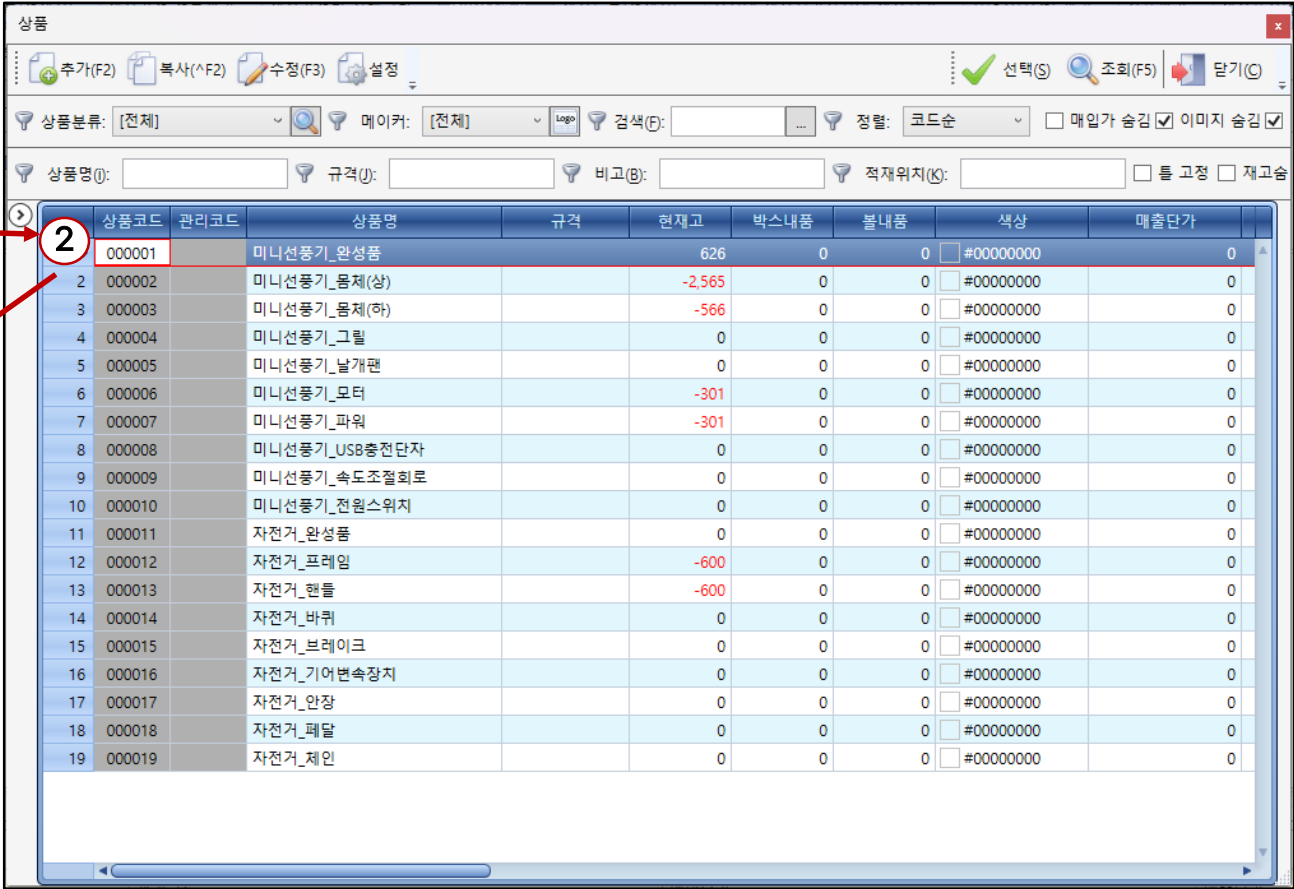 상품 x
추가(F2) 복사(^F2) 수정(F3) 설정 선택(S) 조회(F5) 닫기(C)
상품분류: [전체] 메이커: [전체] Logo 검색(F): ... 정렬: 코드순 매입가 숨김 이미지 숨김
상품명(I): 규격(J): 비고(B): 적재위치(K): 틀 고정 재고숨
2 상품코드 관리코드 상품명 규격 현재고 박스내품 볼내품 색상 매출단가
000001 미니선풍기_완성품 626 0 0 #00000000 0
2 000002 미니선풍기_몸체(상) -2,565 0 0 #00000000 0
3 000003 미니선풍기_몸체(하) -566 0 0 #00000000 0
4 000004 미니선풍기_그릴 0 0 0 #00000000 0
5 000005 미니선풍기_날개팬 0 0 0 #00000000 0
6 000006 미니선풍기_모터 -301 0 0 #00000000 0
7 000007 미니선풍기_파워 -301 0 0 #00000000 0
8 000008 미니선풍기_USB충전단자 0 0 0 #00000000 0
9 000009 미니선풍기_속도조절회로 0 0 0 #00000000 0
10 000010 미니선풍기_전원스위치 0 0 0 #00000000 0
11 000011 자전거_완성품 0 0 0 #00000000 0
12 000012 자전거_프레임 -600 0 0 #00000000 0
13 000013 자전거_핸들 -600 0 0 #00000000 0
14 000014 자전거_바퀴 0 0 0 #00000000 0
15 000015 자전거_브레이크 0 0 0 #00000000 0
16 000016 자전거_기어변속장치 0 0 0 #00000000 0
17 000017 자전거_안장 0 0 0 #00000000 0
18 000018 자전거_페달 0 0 0 #00000000 0
19 000019 자전거_체인 0 0 0 #00000000 0